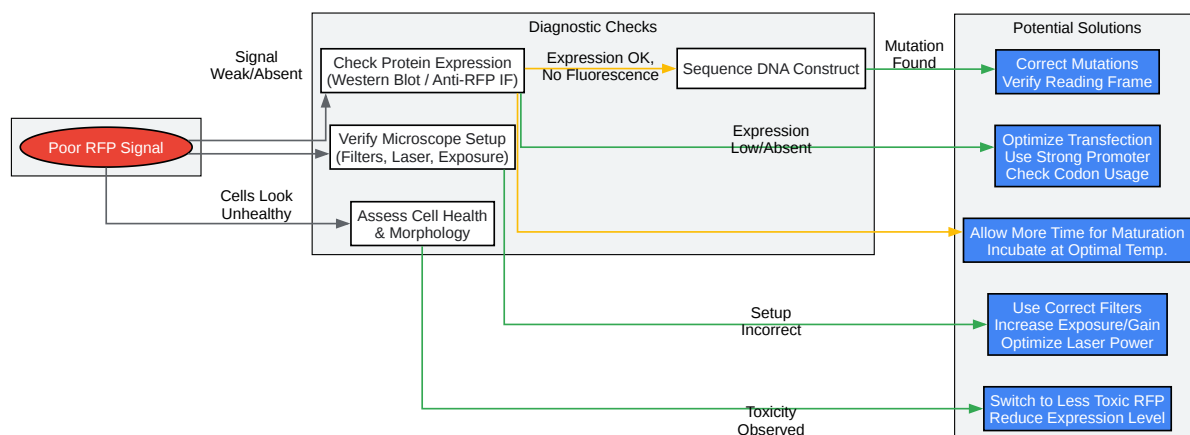 Diagnostic Checks
Potential Solutions
Signal
Weak/Absent
Check Protein Expression
(Western Blot / Anti-RFP IF)
Expression OK,
No Fluorescence
Sequence DNA Construct
Mutation
Found
Correct Mutations
Verify Reading Frame
Poor RFP Signal
Verify Microscope Setup
(Filters, Laser, Exposure)
Expression
Low/Absent
Optimize Transfection
Use Strong Promoter
Check Codon Usage
Cells Look
Unhealthy
Assess Cell Health
& Morphology
Allow More Time for Maturation
Incubate at Optimal Temp.
Setup
Incorrect
Use Correct Filters
Increase Exposure/Gain
Optimize Laser Power
Toxicity
Observed
Switch to Less Toxic RFP
Reduce Expression Level